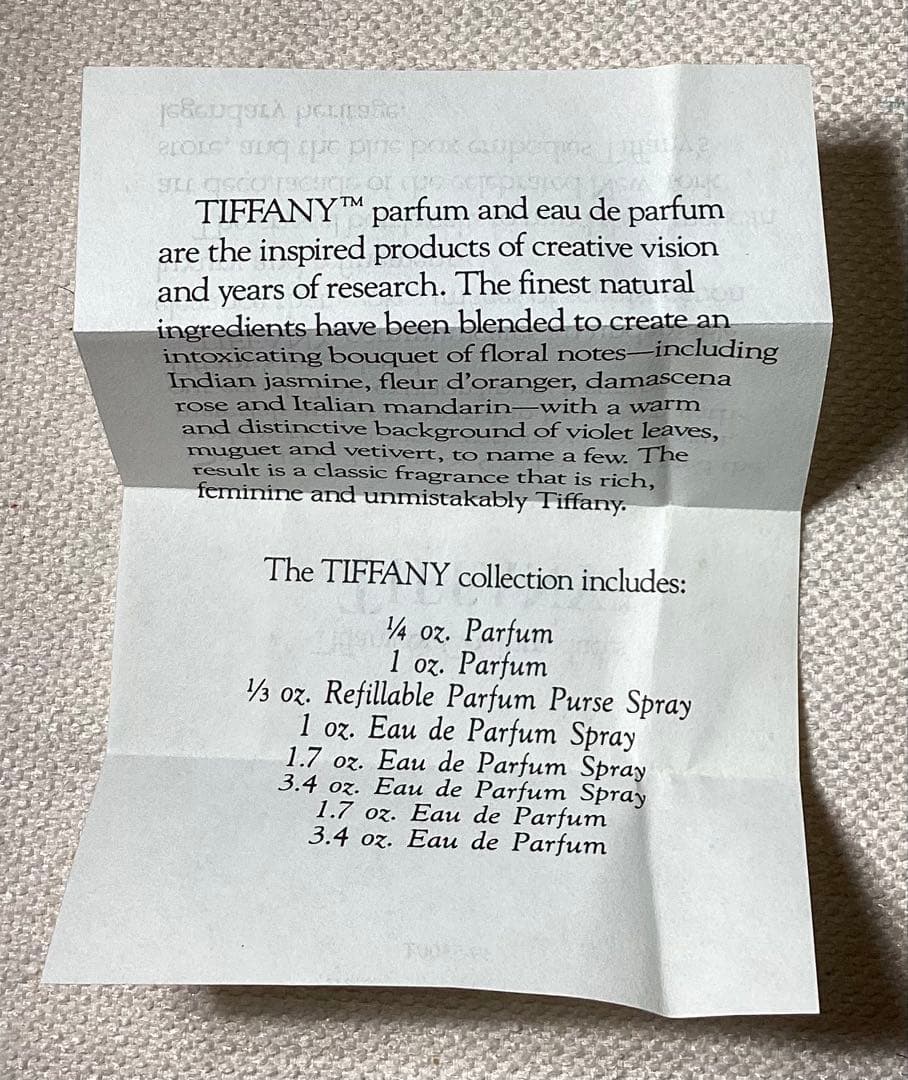 TIFFANY™ parfum and eau de parfum
are the inspired products of creative vision
and years of research. The finest natural
ingredients have been blended to create an
intoxicating bouquet of floral notes—including
Indian jasmine, fleur d'oranger, damascena
rose and Italian mandarin—with a warm
and distinctive background of violet leaves,
muguet and vetivert, to name a few. The
result is a classic fragrance that is rich,
feminine and unmistakably Tiffany.
The TIFFANY collection includes:
¼ oz. Parfum
1 oz. Parfum
⅓ oz. Refillable Parfum Purse Spray
1 oz. Eau de Parfum Spray
1.7 oz. Eau de Parfum Spray
3.4 oz. Eau de Parfum Spray
1.7 oz. Eau de Parfum
3.4 oz. Eau de Parfum